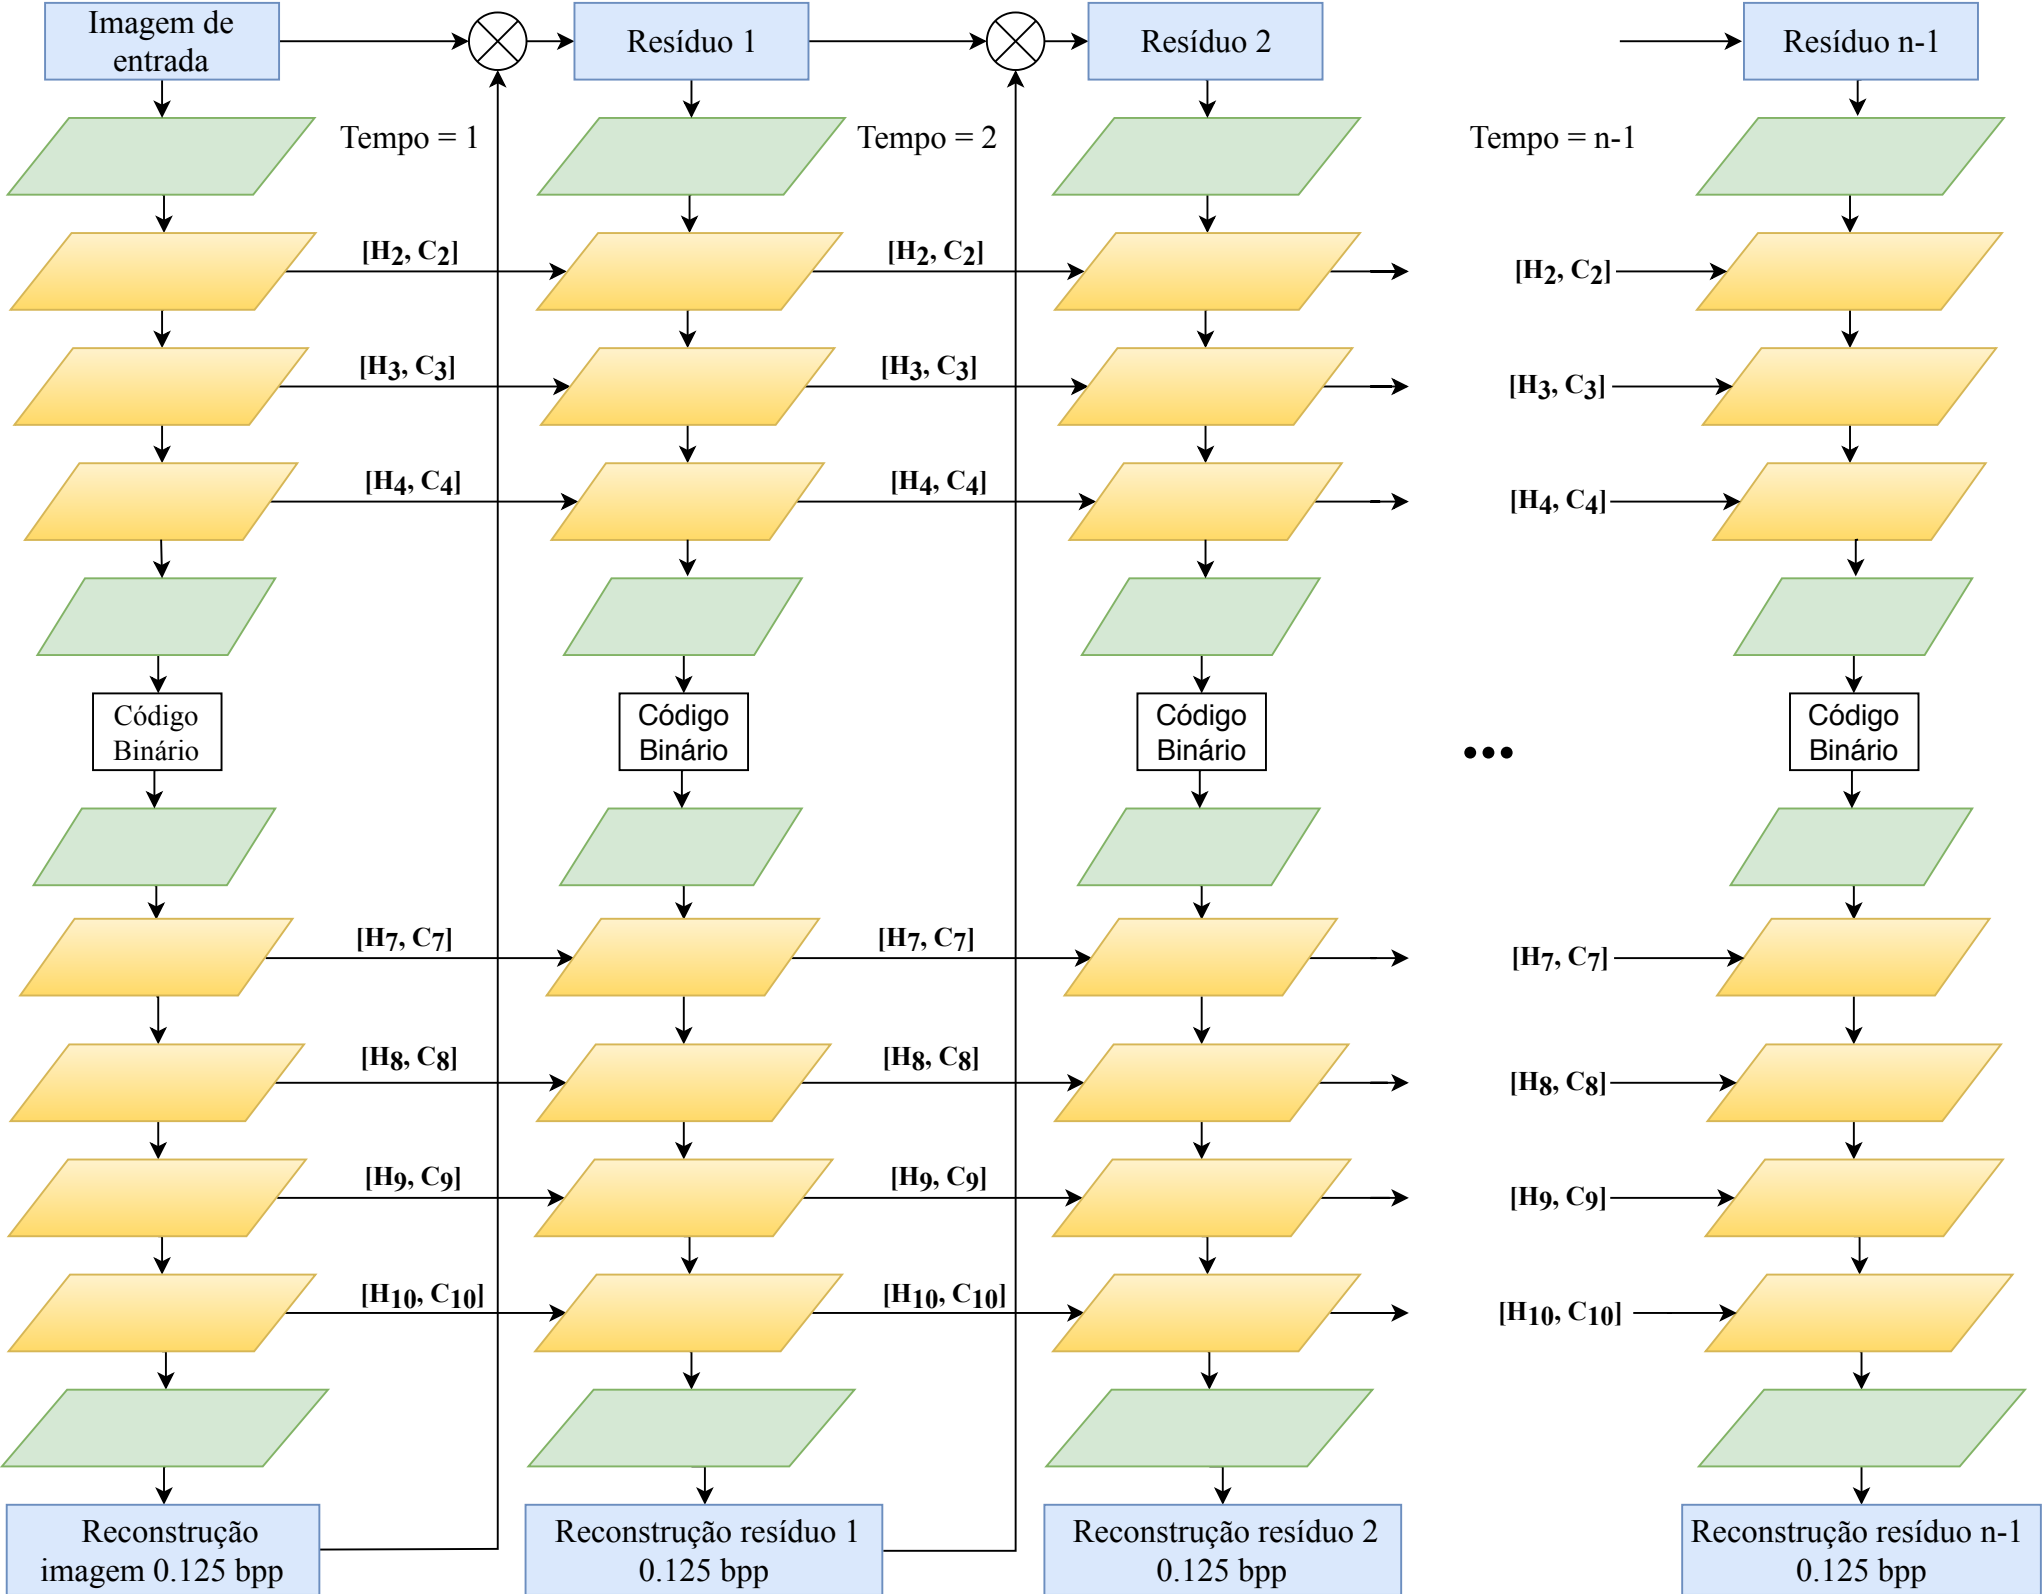 Imagem de
entrada
Resíduo 1
Resíduo 2
Resíduo n-1
Tempo = 1
Tempo = 2
Tempo = n-1
[H2, C2]
[H2, C2]
[H2, C2]
[H3, C3]
[H3, C3]
[H3, C3]
[H4, C4]
[H4, C4]
[H4, C4]
Código
Binário
Código
Binário
Código
Binário
...
Código
Binário
[H7, C7]
[H7, C7]
[H7, C7]
[H8, C8]
[H8, C8]
[H8, C8]
[H9, C9]
[H9, C9]
[H9, C9]
[H10, C10]
[H10, C10]
[H10, C10]
Reconstrução
imagem 0.125 bpp
Reconstrução resíduo 1
0.125 bpp
Reconstrução resíduo 2
0.125 bpp
Reconstrução resíduo n-1
0.125 bpp